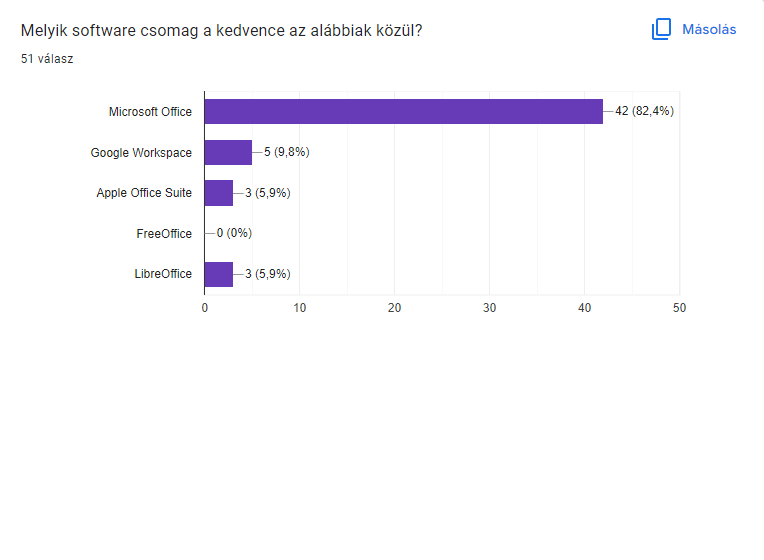 Melyik software csomag a kedvence az alábbiak közül?
Másolás
51 válasz
Microsoft Office 42 (82,4%)
Google Workspace 5 (9,8%)
Apple Office Suite 3 (5,9%)
FreeOffice 0 (0%)
LibreOffice 3 (5,9%)
0 10 20 30 40 50